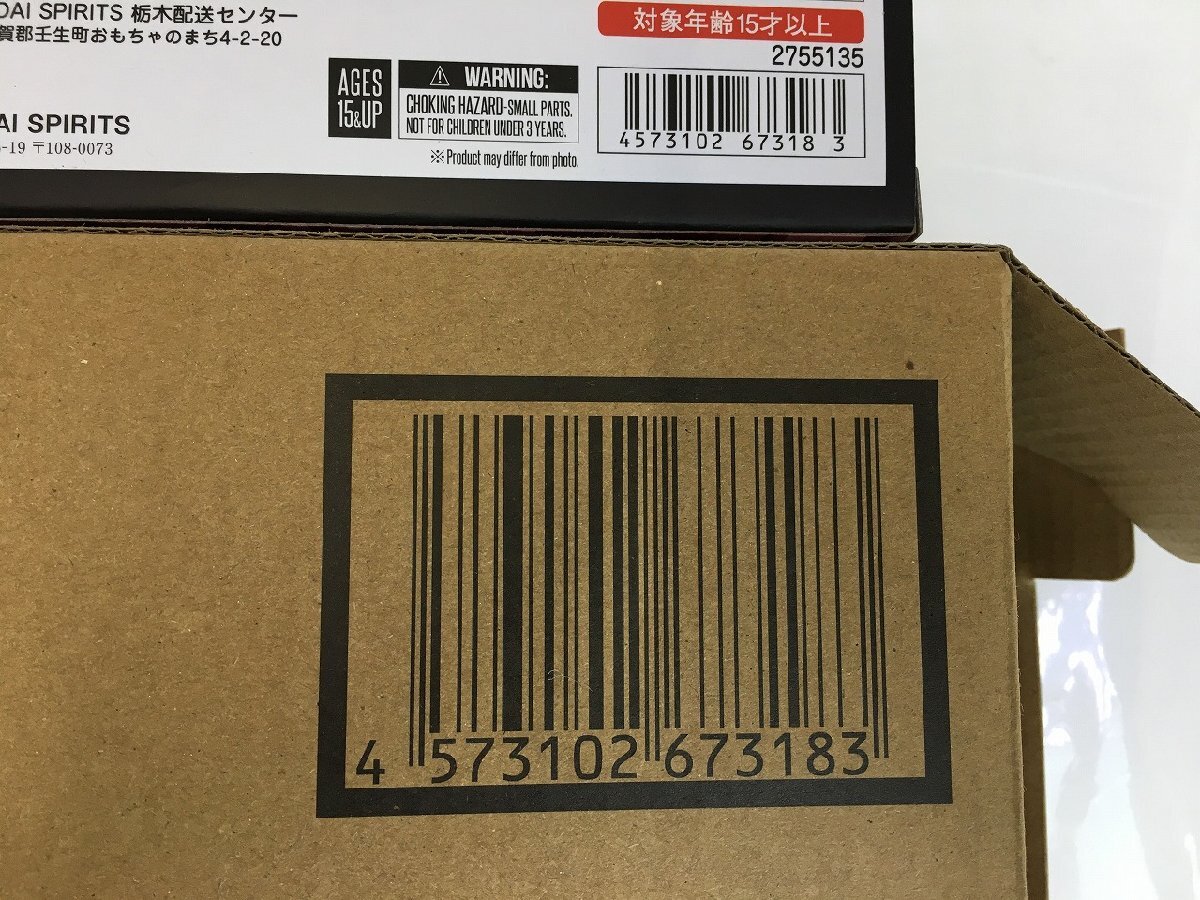 DAI SPIRITS 栃木配送センター
賀郡壬生町おもちゃのまち4-2-20
AI SPIRITS
-19 〒108-0073
AGES
15&UP
⚠ WARNING:
CHOKING HAZARD-SMALL PARTS.
NOT FOR CHILDREN UNDER 3 YEARS.
※Product may differ from photo.
対象年齢15才以上
2755135
4573102 67318 3
4 573102 673183